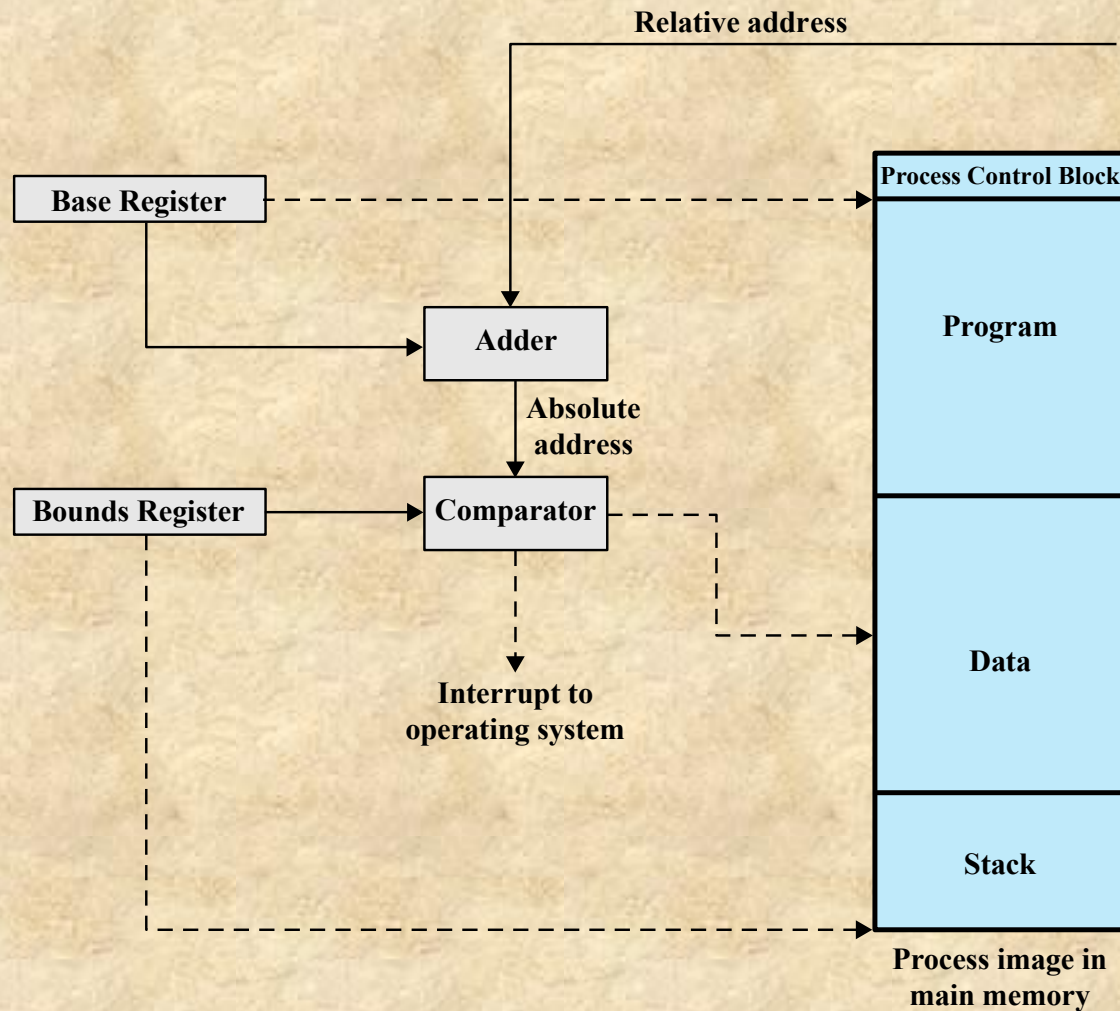 Relative address
Process Control Block
Base Register
Program
Adder
Absolute
address
Bounds Register
Comparator
Data
Interrupt to
operating system
Stack
Process image in
main memory